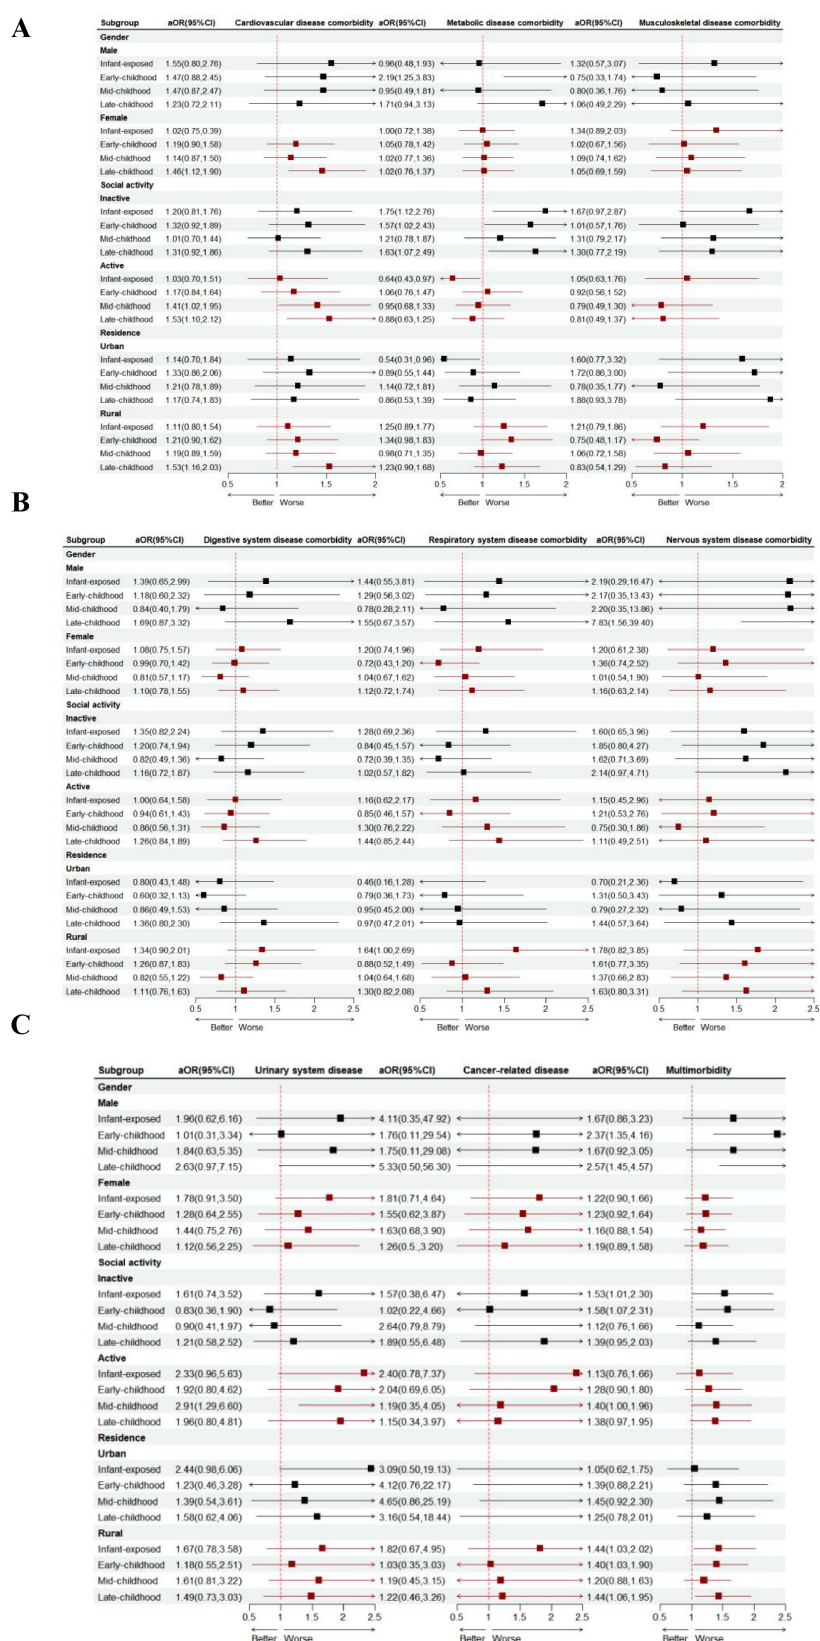 A
Subgroup aOR(95%CI) Cardiovascular disease comorbidity aOR(95%CI) Metabolic disease comorbidity aOR(95%CI) Musculoskeletal disease comorbidity
Gender
Male
Infant-exposed 1.55(0.80,2.76) 0.96(0.48,1.93) 1.32(0.57,3.07)
Early-childhood 1.47(0.88,2.45) 2.19(1.25,3.83) 0.75(0.33,1.74)
Mid-childhood 1.47(0.87,2.47) 0.95(0.49,1.81) 0.80(0.36,1.76)
Late-childhood 1.23(0.72,2.11) 1.71(0.94,3.13) 1.06(0.49,2.29)
Female
Infant-exposed 1.02(0.75,0.39) 1.00(0.72,1.38) 1.34(0.89,2.03)
Early-childhood 1.19(0.90,1.58) 1.05(0.78,1.42) 1.02(0.67,1.56)
Mid-childhood 1.14(0.87,1.50) 1.02(0.77,1.36) 1.09(0.74,1.62)
Late-childhood 1.46(1.12,1.90) 1.02(0.76,1.37) 1.05(0.69,1.59)
Social activity
Inactive
Infant-exposed 1.20(0.81,1.76) 1.75(1.12,2.76) 1.67(0.97,2.87)
Early-childhood 1.32(0.92,1.89) 1.57(1.02,2.43) 1.01(0.57,1.76)
Mid-childhood 1.01(0.70,1.44) 1.21(0.78,1.87) 1.31(0.79,2.17)
Late-childhood 1.31(0.92,1.86) 1.63(1.07,2.49) 1.30(0.77,2.19)
Active
Infant-exposed 1.03(0.70,1.51) 0.64(0.43,0.97) 1.05(0.63,1.76)
Early-childhood 1.17(0.84,1.64) 1.06(0.76,1.47) 0.92(0.56,1.52)
Mid-childhood 1.41(1.02,1.95) 0.95(0.68,1.33) 0.79(0.49,1.30)
Late-childhood 1.53(1.10,2.12) 0.88(0.63,1.25) 0.81(0.49,1.37)
Residence
Urban
Infant-exposed 1.14(0.70,1.84) 0.54(0.31,0.96) 1.60(0.77,3.32)
Early-childhood 1.33(0.86,2.06) 0.89(0.55,1.44) 1.72(0.86,3.00)
Mid-childhood 1.21(0.78,1.89) 1.14(0.72,1.81) 0.78(0.35,1.77)
Late-childhood 1.17(0.74,1.83) 0.86(0.53,1.39) 1.88(0.93,3.78)
Rural
Infant-exposed 1.11(0.80,1.54) 1.25(0.89,1.77) 1.21(0.79,1.86)
Early-childhood 1.21(0.90,1.62) 1.34(0.98,1.83) 0.75(0.48,1.17)
Mid-childhood 1.19(0.89,1.59) 0.98(0.71,1.35) 1.06(0.72,1.58)
Late-childhood 1.53(1.16,2.03) 1.23(0.90,1.68) 0.83(0.54,1.29)
0.5 1 1.5 2 0.5 1 1.5 2 0.5 1 1.5 2
Better Worse Better Worse Better Worse
B
Subgroup aOR(95%CI) Digestive system disease comorbidity aOR(95%CI) Respiratory system disease comorbidity aOR(95%CI) Nervous system disease comorbidity
Gender
Male
Infant-exposed 1.39(0.65,2.99) 1.44(0.55,3.81) 2.19(0.29,16.47)
Early-childhood 1.18(0.60,2.32) 1.29(0.56,3.02) 2.17(0.35,13.43)
Mid-childhood 0.84(0.40,1.79) 0.78(0.28,2.11) 2.20(0.35,13.86)
Late-childhood 1.69(0.87,3.32) 1.55(0.67,3.57) 7.83(1.56,39.40)
Female
Infant-exposed 1.08(0.75,1.57) 1.20(0.74,1.96) 1.20(0.61,2.38)
Early-childhood 0.99(0.70,1.42) 0.72(0.43,1.20) 1.36(0.74,2.52)
Mid-childhood 0.81(0.57,1.17) 1.04(0.67,1.62) 1.01(0.54,1.90)
Late-childhood 1.10(0.78,1.55) 1.12(0.72,1.74) 1.16(0.63,2.14)
Social activity
Inactive
Infant-exposed 1.35(0.82,2.24) 1.28(0.69,2.36) 1.60(0.65,3.96)
Early-childhood 1.20(0.74,1.94) 0.84(0.45,1.57) 1.85(0.80,4.27)
Mid-childhood 0.82(0.49,1.36) 0.72(0.39,1.35) 1.62(0.71,3.69)
Late-childhood 1.16(0.72,1.87) 1.02(0.57,1.82) 2.14(0.97,4.71)
Active
Infant-exposed 1.00(0.64,1.58) 1.16(0.62,2.17) 1.15(0.45,2.96)
Early-childhood 0.94(0.61,1.43) 0.85(0.46,1.57) 1.21(0.53,2.76)
Mid-childhood 0.86(0.56,1.31) 1.30(0.76,2.22) 0.75(0.30,1.86)
Late-childhood 1.26(0.84,1.89) 1.44(0.85,2.44) 1.11(0.49,2.51)
Residence
Urban
Infant-exposed 0.80(0.43,1.48) 0.46(0.16,1.28) 0.70(0.21,2.36)
Early-childhood 0.60(0.32,1.13) 0.79(0.36,1.73) 1.31(0.50,3.43)
Mid-childhood 0.86(0.49,1.53) 0.95(0.45,2.00) 0.79(0.27,2.32)
Late-childhood 1.36(0.80,2.30) 0.97(0.47,2.01) 1.44(0.57,3.64)
Rural
Infant-exposed 1.34(0.90,2.01) 1.64(1.00,2.69) 1.78(0.82,3.85)
Early-childhood 1.26(0.87,1.83) 0.88(0.52,1.49) 1.61(0.77,3.35)
Mid-childhood 0.82(0.55,1.22) 1.04(0.64,1.68) 1.37(0.66,2.83)
Late-childhood 1.11(0.76,1.63) 1.30(0.82,2.08) 1.63(0.80,3.31)
0.5 1 1.5 2 2.5 0.5 1 1.5 2 2.5 0.5 1 1.5 2 2.5
Better Worse Better Worse Better Worse
C
Subgroup aOR(95%CI) Urinary system disease aOR(95%CI) Cancer-related disease aOR(95%CI) Multimorbidity
Gender
Male
Infant-exposed 1.96(0.62,6.16) 4.11(0.35,47.92) 1.67(0.86,3.23)
Early-childhood 1.01(0.31,3.34) 1.76(0.11,29.54) 2.37(1.35,4.16)
Mid-childhood 1.84(0.63,5.35) 1.75(0.11,29.08) 1.67(0.92,3.05)
Late-childhood 2.63(0.97,7.15) 5.33(0.50,56.30) 2.57(1.45,4.57)
Female
Infant-exposed 1.78(0.91,3.50) 1.81(0.71,4.64) 1.22(0.90,1.66)
Early-childhood 1.28(0.64,2.55) 1.55(0.62,3.87) 1.23(0.92,1.64)
Mid-childhood 1.44(0.75,2.76) 1.63(0.68,3.90) 1.16(0.88,1.54)
Late-childhood 1.12(0.56,2.25) 1.26(0.5.,3.20) 1.19(0.89,1.58)
Social activity
Inactive
Infant-exposed 1.61(0.74,3.52) 1.57(0.38,6.47) 1.53(1.01,2.30)
Early-childhood 0.83(0.36,1.90) 1.02(0.22,4.66) 1.58(1.07,2.31)
Mid-childhood 0.90(0.41,1.97) 2.64(0.79,8.79) 1.12(0.76,1.66)
Late-childhood 1.21(0.58,2.52) 1.89(0.55,6.48) 1.39(0.95,2.03)
Active
Infant-exposed 2.33(0.96,5.63) 2.40(0.78,7.37) 1.13(0.76,1.66)
Early-childhood 1.92(0.80,4.62) 2.04(0.69,6.05) 1.28(0.90,1.80)
Mid-childhood 2.91(1.29,6.60) 1.19(0.35,4.05) 1.40(1.00,1.96)
Late-childhood 1.96(0.80,4.81) 1.15(0.34,3.97) 1.38(0.97,1.95)
Residence
Urban
Infant-exposed 2.44(0.98,6.06) 3.09(0.50,19.13) 1.05(0.62,1.75)
Early-childhood 1.23(0.46,3.28) 4.12(0.76,22.17) 1.39(0.88,2.21)
Mid-childhood 1.39(0.54,3.61) 4.65(0.86,25.19) 1.45(0.92,2.30)
Late-childhood 1.58(0.62,4.06) 3.16(0.54,18.44) 1.25(0.78,2.01)
Rural
Infant-exposed 1.67(0.78,3.58) 1.82(0.67,4.95) 1.44(1.03,2.02)
Early-childhood 1.18(0.55,2.51) 1.03(0.35,3.03) 1.40(1.03,1.90)
Mid-childhood 1.61(0.81,3.22) 1.19(0.45,3.15) 1.20(0.88,1.63)
Late-childhood 1.49(0.73,3.03) 1.22(0.46,3.26) 1.44(1.06,1.95)
0.5 1 1.5 2 2.5 0.5 1 1.5 2 2.5 0.5 1 1.5 2 2.5
Better Worse Better Worse Better Worse